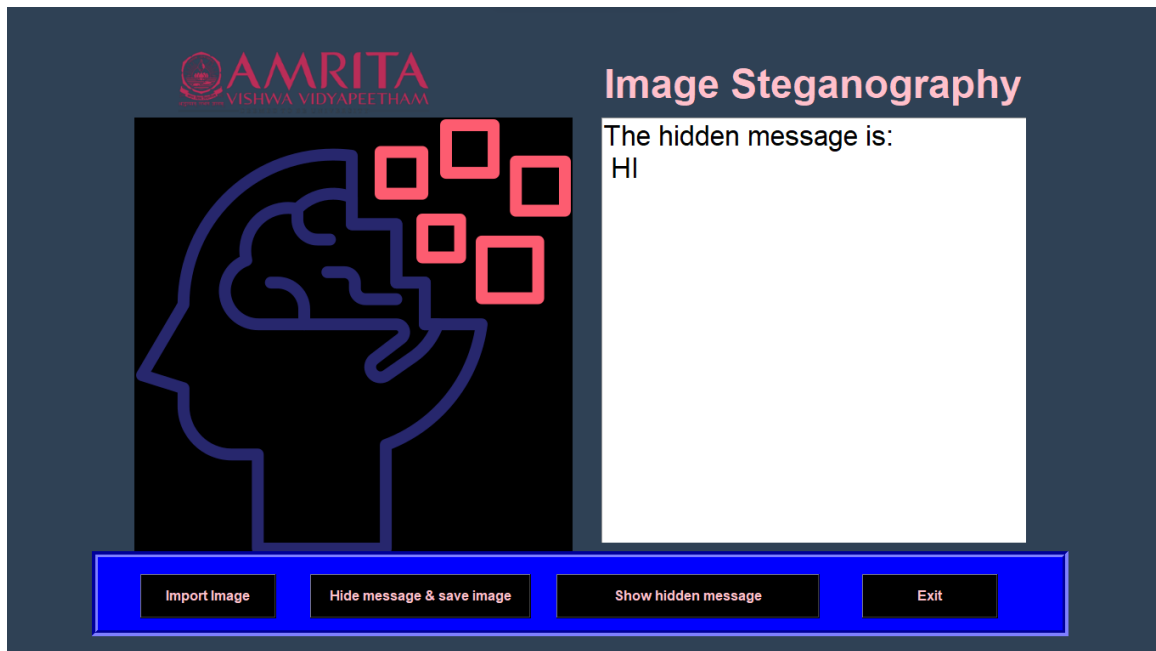 AMRITA
VISHWA VIDYAPEETHAM
Image Steganography
The hidden message is:
HI
Import Image
Hide message & save image
Show hidden message
Exit